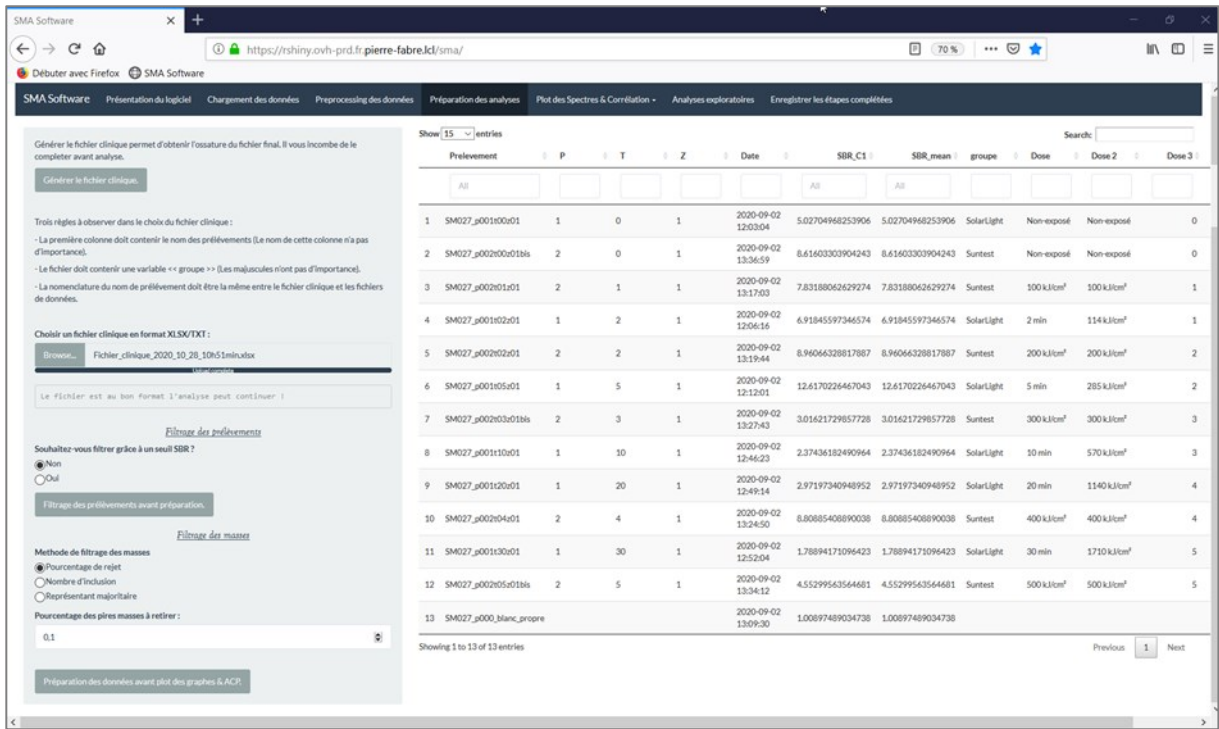 SMA Software
https://rshiny.ovh-prd.fr.pierre-fabre.lcl/sma/
70 %
Débuter avec Firefox SMA Software
SMA Software Présentation du logiciel Chargement des données Preprocessing des données Préparation des analyses Plot des Spectres & Corrélation Analyses exploratoires Enregistrer les étapes complétées
Générer le fichier clinique permet d'obtenir l'ossature du fichier final. Il vous incombe de le
completer avant analyse.
Générer le fichier clinique.
Trois règles à observer dans le choix du fichier clinique :
- La première colonne doit contenir le nom des prélévements (Le nom de cette colonne n'a pas
d'importance).
- Le fichier doit contenir une variable << groupe >> (Les majuscules n'ont pas d'importance).
- La nomenclature du nom de prélévement doit être la même entre le fichier clinique et les fichiers
de données.
Choisir un fichier clinique en format XLSX/TXT :
Browse... Fichier_clinique_2020_10_28_10h51min.xlsx
Upload complete
Le fichier est au bon format l'analyse peut continuer !
Filtrage des prélèvements
Souhaitez-vous filtrer grâce à un seuil SBR ?
Non
Oui
Filtrage des prélèvements avant préparation.
Filtrage des masses
Methode de filtrage des masses
Pourcentage de rejet
Nombre d'inclusion
Représentant majoritaire
Pourcentage des pires masses à retirer :
0,1
Préparation des données avant plot des graphes & ACP.
Show 15 entries Search:
Prelevement P T Z Date SBR_C1 SBR_mean groupe Dose Dose 2 Dose 3
All All All
1 SM027_p001t00z01 1 0 1 2020-09-02 12:03:04 5.02704968253906 5.02704968253906 SolarLight Non-exposé Non-exposé 0
2 SM027_p002t00z01bis 2 0 1 2020-09-02 13:36:59 8.61603303904243 8.61603303904243 Suntest Non-exposé Non-exposé 0
3 SM027_p002t01z01 2 1 1 2020-09-02 13:17:03 7.83188062629274 7.83188062629274 Suntest 100 kJ/cm² 100 kJ/cm² 1
4 SM027_p001t02z01 1 2 1 2020-09-02 12:06:16 6.91845597346574 6.91845597346574 SolarLight 2 min 114 kJ/cm² 1
5 SM027_p002t02z01 2 2 1 2020-09-02 13:19:44 8.96066328817887 8.96066328817887 Suntest 200 kJ/cm² 200 kJ/cm² 2
6 SM027_p001t05z01 1 5 1 2020-09-02 12:12:01 12.6170226467043 12.6170226467043 SolarLight 5 min 285 kJ/cm² 2
7 SM027_p002t03z01bis 2 3 1 2020-09-02 13:27:43 3.01621729857728 3.01621729857728 Suntest 300 kJ/cm² 300 kJ/cm² 3
8 SM027_p001t10z01 1 10 1 2020-09-02 12:46:23 2.37436182490964 2.37436182490964 SolarLight 10 min 570 kJ/cm² 3
9 SM027_p001t20z01 1 20 1 2020-09-02 12:49:14 2.97197340948952 2.97197340948952 SolarLight 20 min 1140 kJ/cm² 4
10 SM027_p002t04z01 2 4 1 2020-09-02 13:24:50 8.80885408890038 8.80885408890038 Suntest 400 kJ/cm² 400 kJ/cm² 4
11 SM027_p001t30z01 1 30 1 2020-09-02 12:52:04 1.78894171096423 1.78894171096423 SolarLight 30 min 1710 kJ/cm² 5
12 SM027_p002t05z01bis 2 5 1 2020-09-02 13:34:12 4.55299563564681 4.55299563564681 Suntest 500 kJ/cm² 500 kJ/cm² 5
13 SM027_p000_blanc_propre 2020-09-02 13:09:30 1.00897489034738 1.00897489034738
Showing 1 to 13 of 13 entries Previous 1 Next